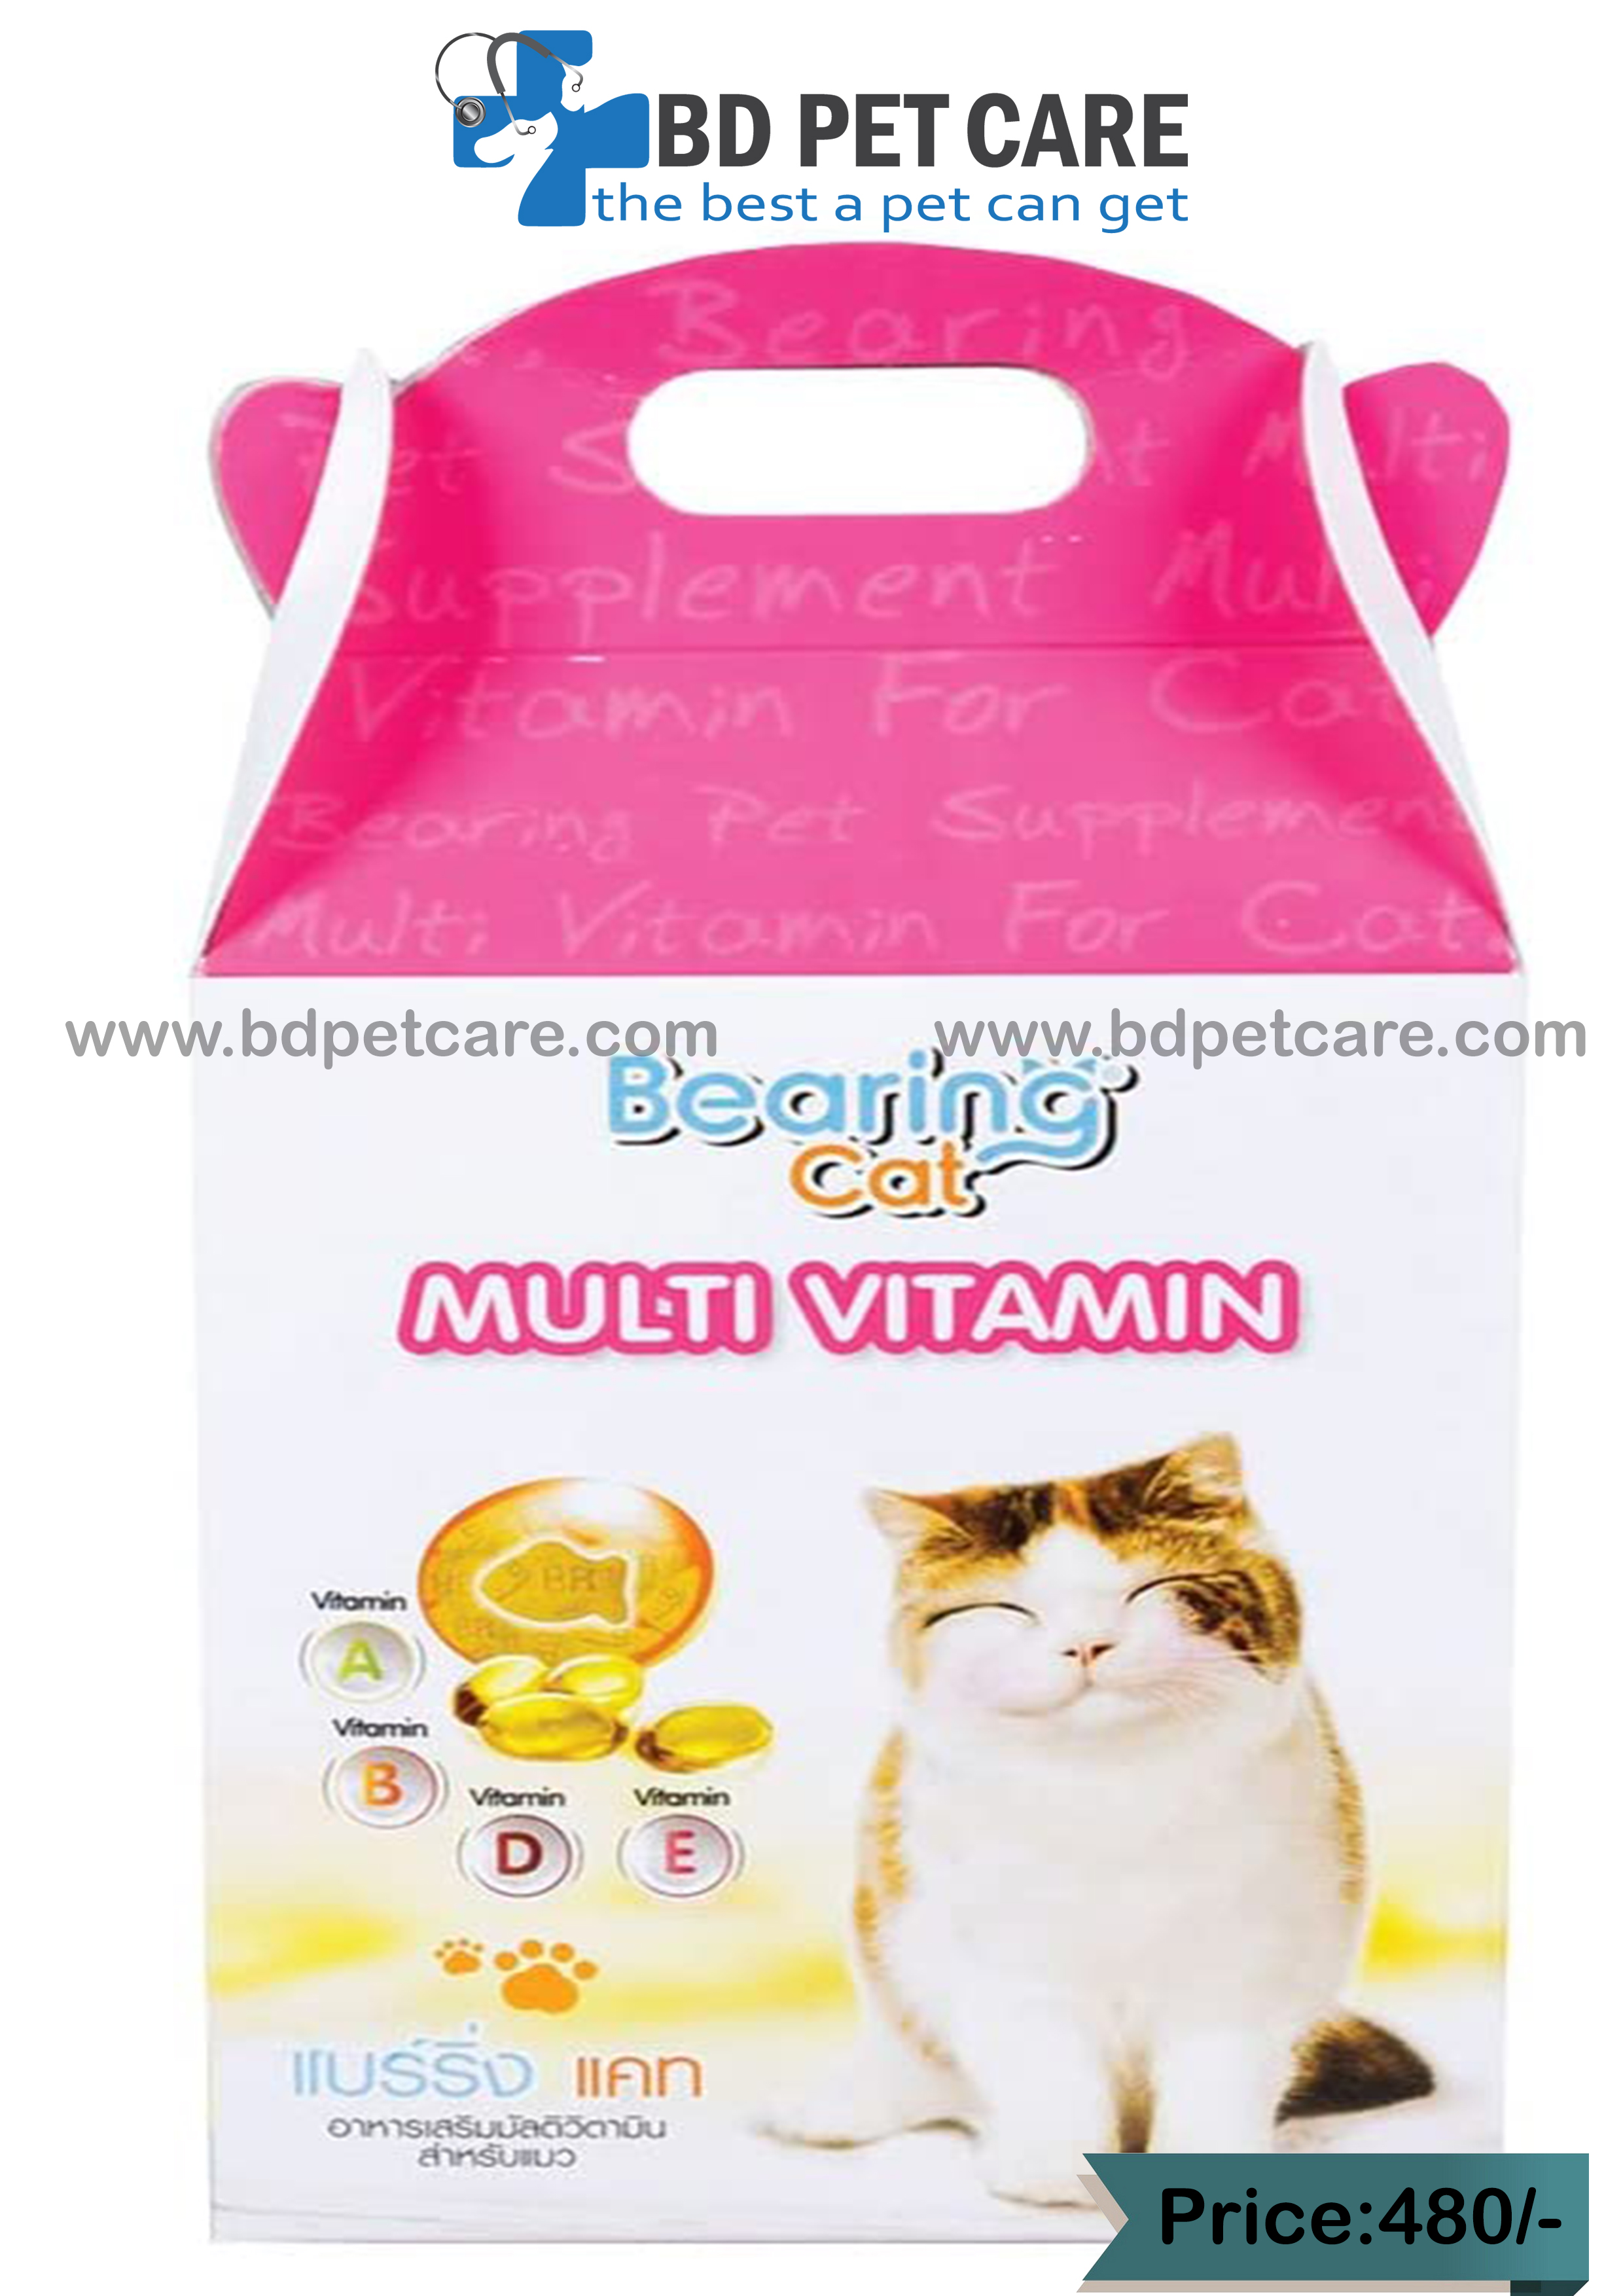 BD PET CARE
the best a pet can get
Bearing
Pet S t Multi
Supplement Multi
Vitamin For Cat
Bearing Pet Supplement
Multi Vitamin For Cat.
www.bdpetcare.com www.bdpetcare.com
Bearing
Cat
MULTI VITAMIN
Vitamin
A
Vitamin
B
Vitamin Vitamin
D E
แบร์ริ่ง แคท
อาหารเสริมมัลติวิตามิน
สำหรับแมว
Price:480/-